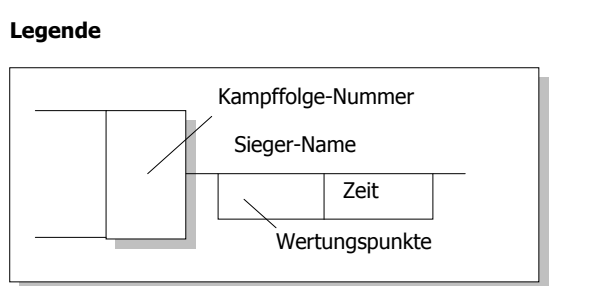 Legende
Kampffolge-Nummer
Sieger-Name
Zeit
Wertungspunkte